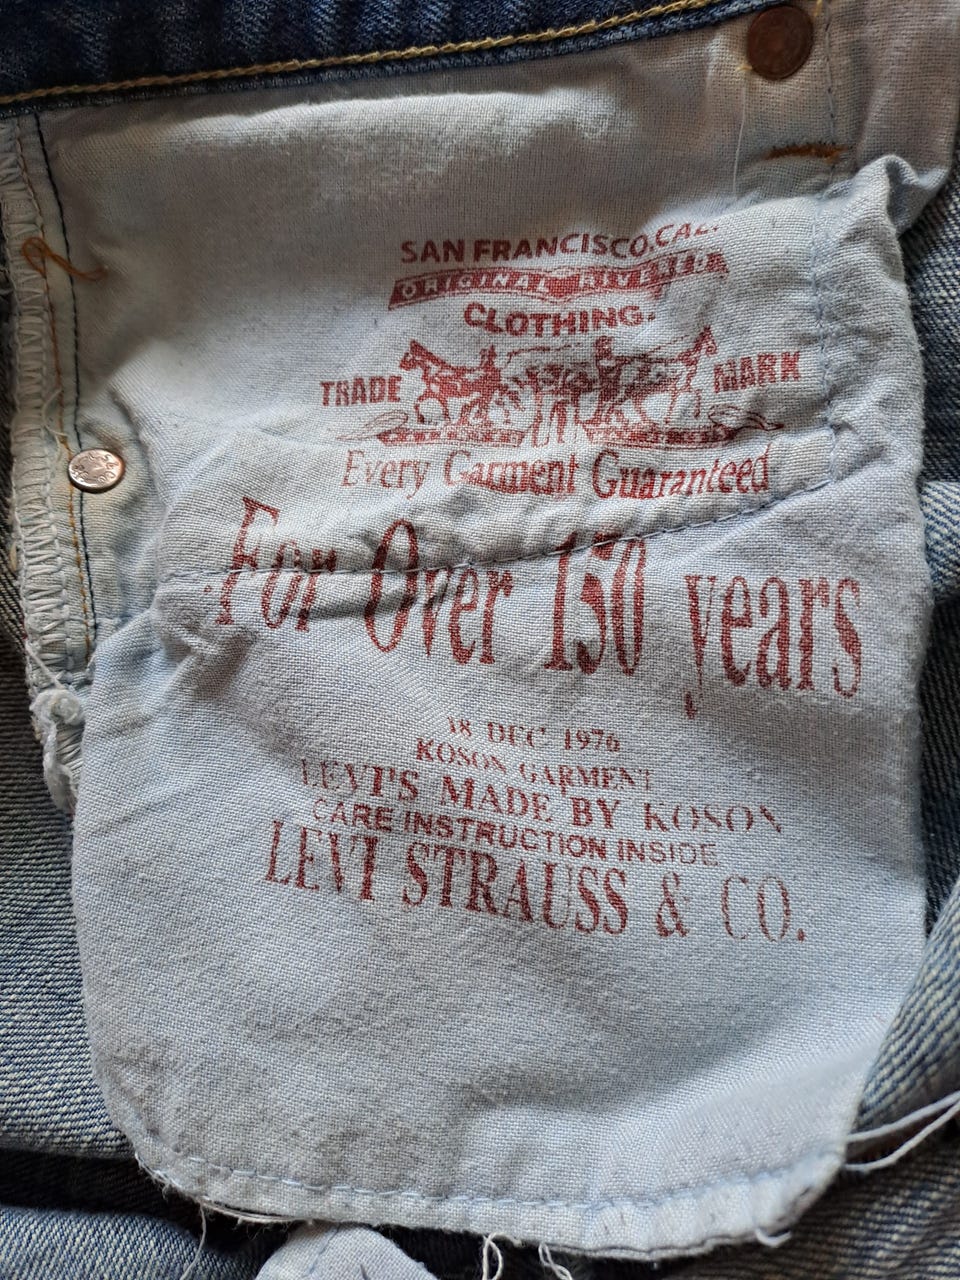 SAN FRANCISCO,CAL.
ORIGINAL RIVETED
CLOTHING.
TRADE MARK
Every Garment Guaranteed
For Over 150 years
18 DEC 1976
KOSON GARMENT
LEVI'S MADE BY KOSON
CARE INSTRUCTION INSIDE
LEVI STRAUSS & CO.